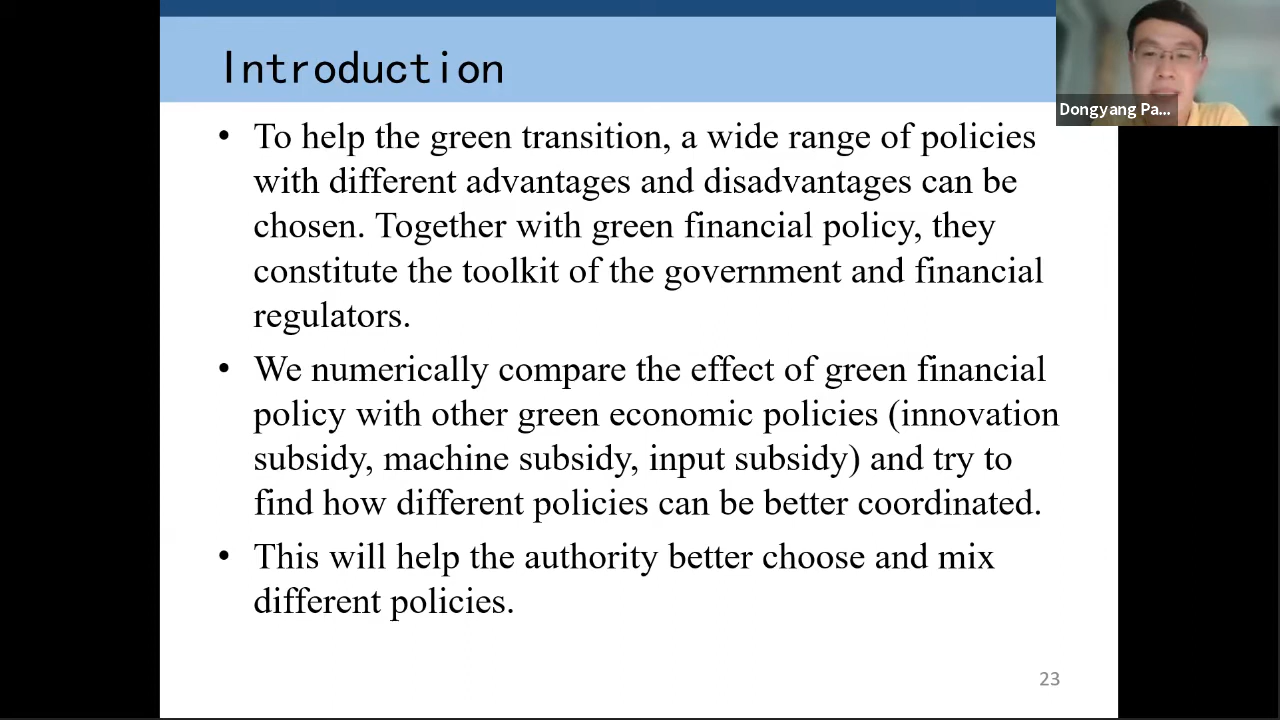 Introduction
Dongyang Pa...
• To help the green transition, a wide range of policies
with different advantages and disadvantages can be
chosen. Together with green financial policy, they
constitute the toolkit of the government and financial
regulators.
• We numerically compare the effect of green financial
policy with other green economic policies (innovation
subsidy, machine subsidy, input subsidy) and try to
find how different policies can be better coordinated.
• This will help the authority better choose and mix
different policies.
23